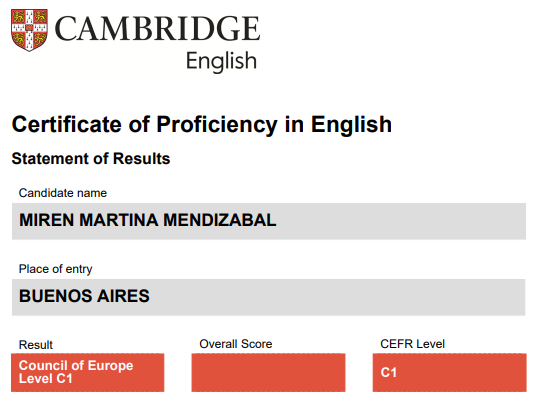 CAMBRIDGE
English
Certificate of Proficiency in English
Statement of Results
Candidate name
MIREN MARTINA MENDIZABAL
Place of entry
BUENOS AIRES
Result
Overall Score
CEFR Level
Council of Europe
Level C1
C1